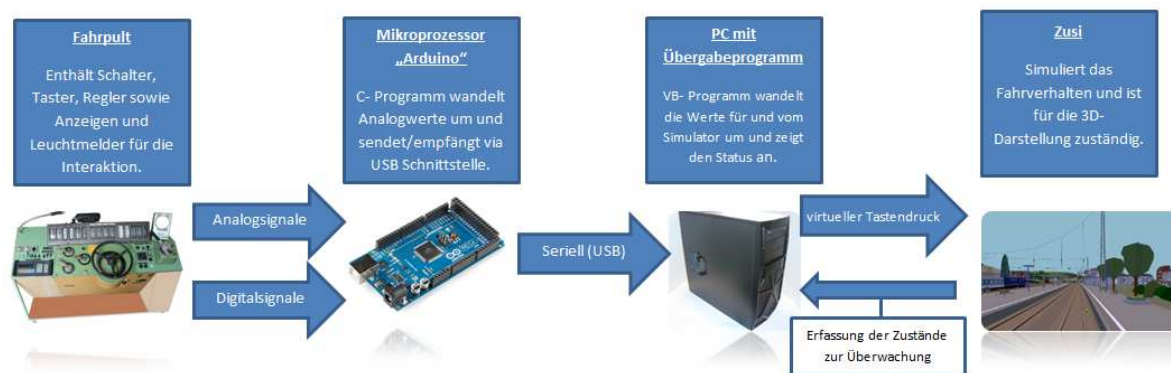 Fahrpult
Enthält Schalter,
Taster, Regler sowie
Anzeigen und
Leuchtmelder für die
Interaktion.
Mikroprozessor
„Arduino“
C- Programm wandelt
Analogwerte um und
sendet/empfängt via
USB Schnittstelle.
PC mit
Übergabeprogramm
VB- Programm wandelt
die Werte für und vom
Simulator um und zeigt
den Status an.
Zusi
Simuliert das
Fahrverhalten und ist
für die 3D-
Darstellung zuständig.
Analogsignale
Digitalsignale
Seriell (USB)
virtueller Tastendruck
Erfassung der Zustände
zur Überwachung